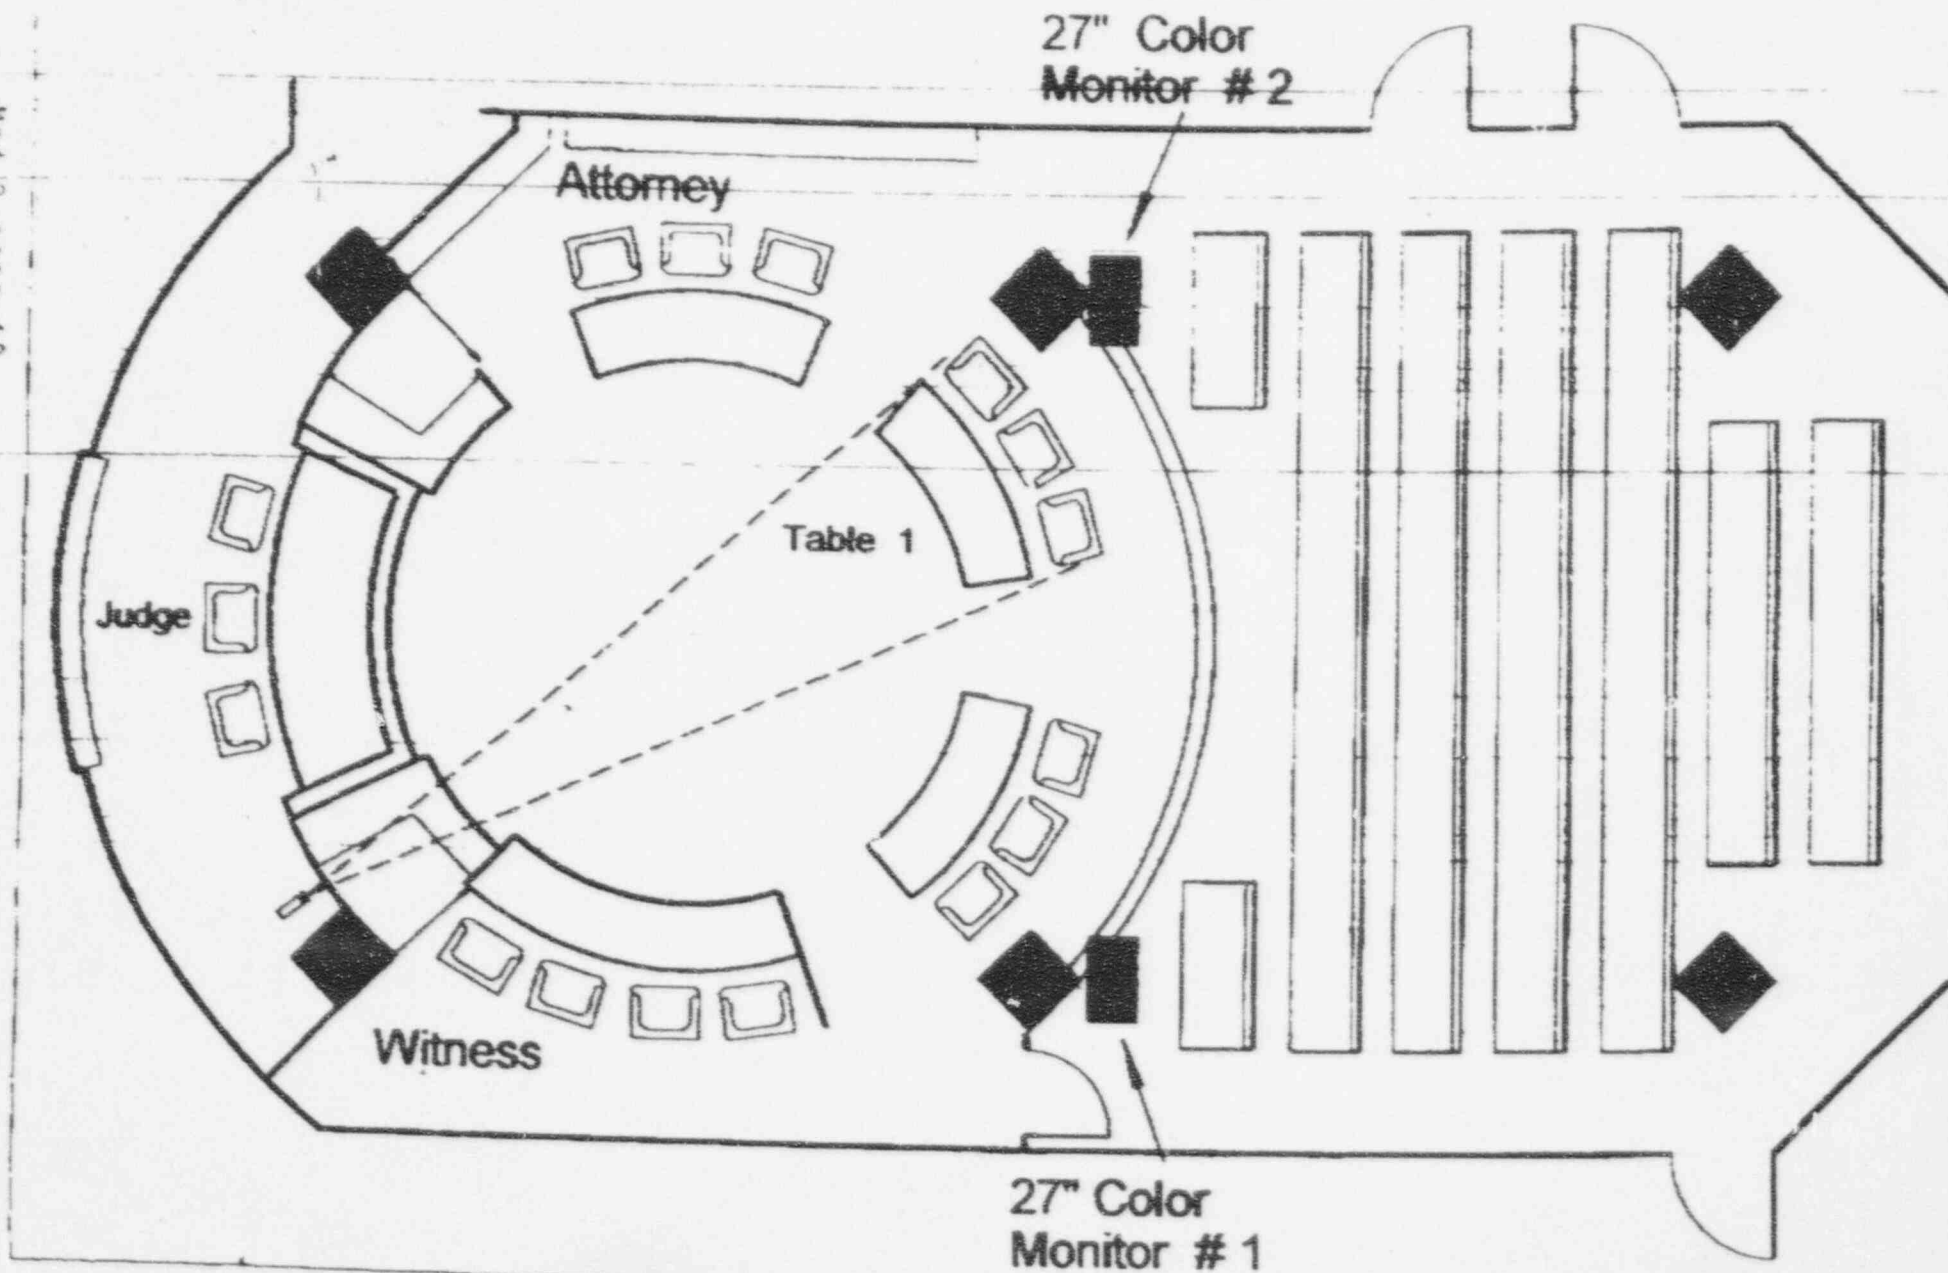 27" Color
Monitor # 2
Attorney
Table 1
Judge
Witness
27" Color
Monitor # 1